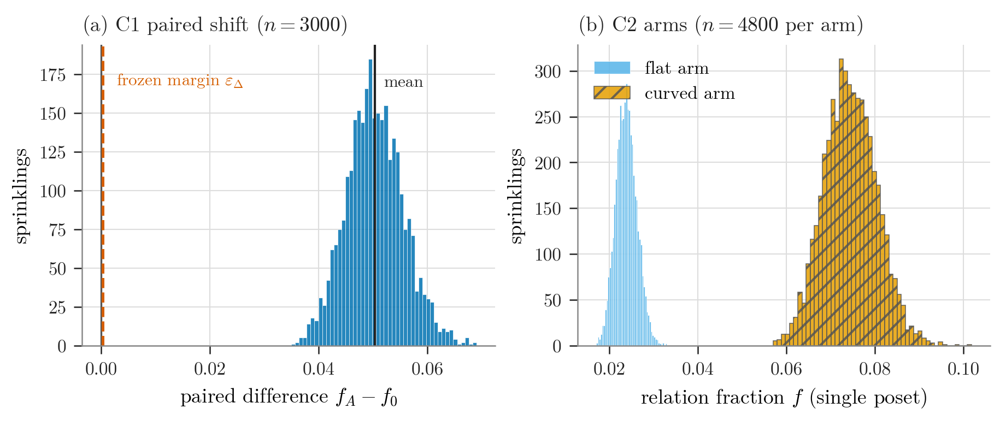 (a) C1 paired shift (n = 3000)
175
150
125
100
75
50
25
0
sprinklings
frozen margin ε_Δ
mean
0.00 0.02 0.04 0.06
paired difference f_A − f_0
(b) C2 arms (n = 4800 per arm)
300
250
200
150
100
50
0
sprinklings
flat arm
curved arm
0.02 0.04 0.06 0.08 0.10
relation fraction f (single poset)